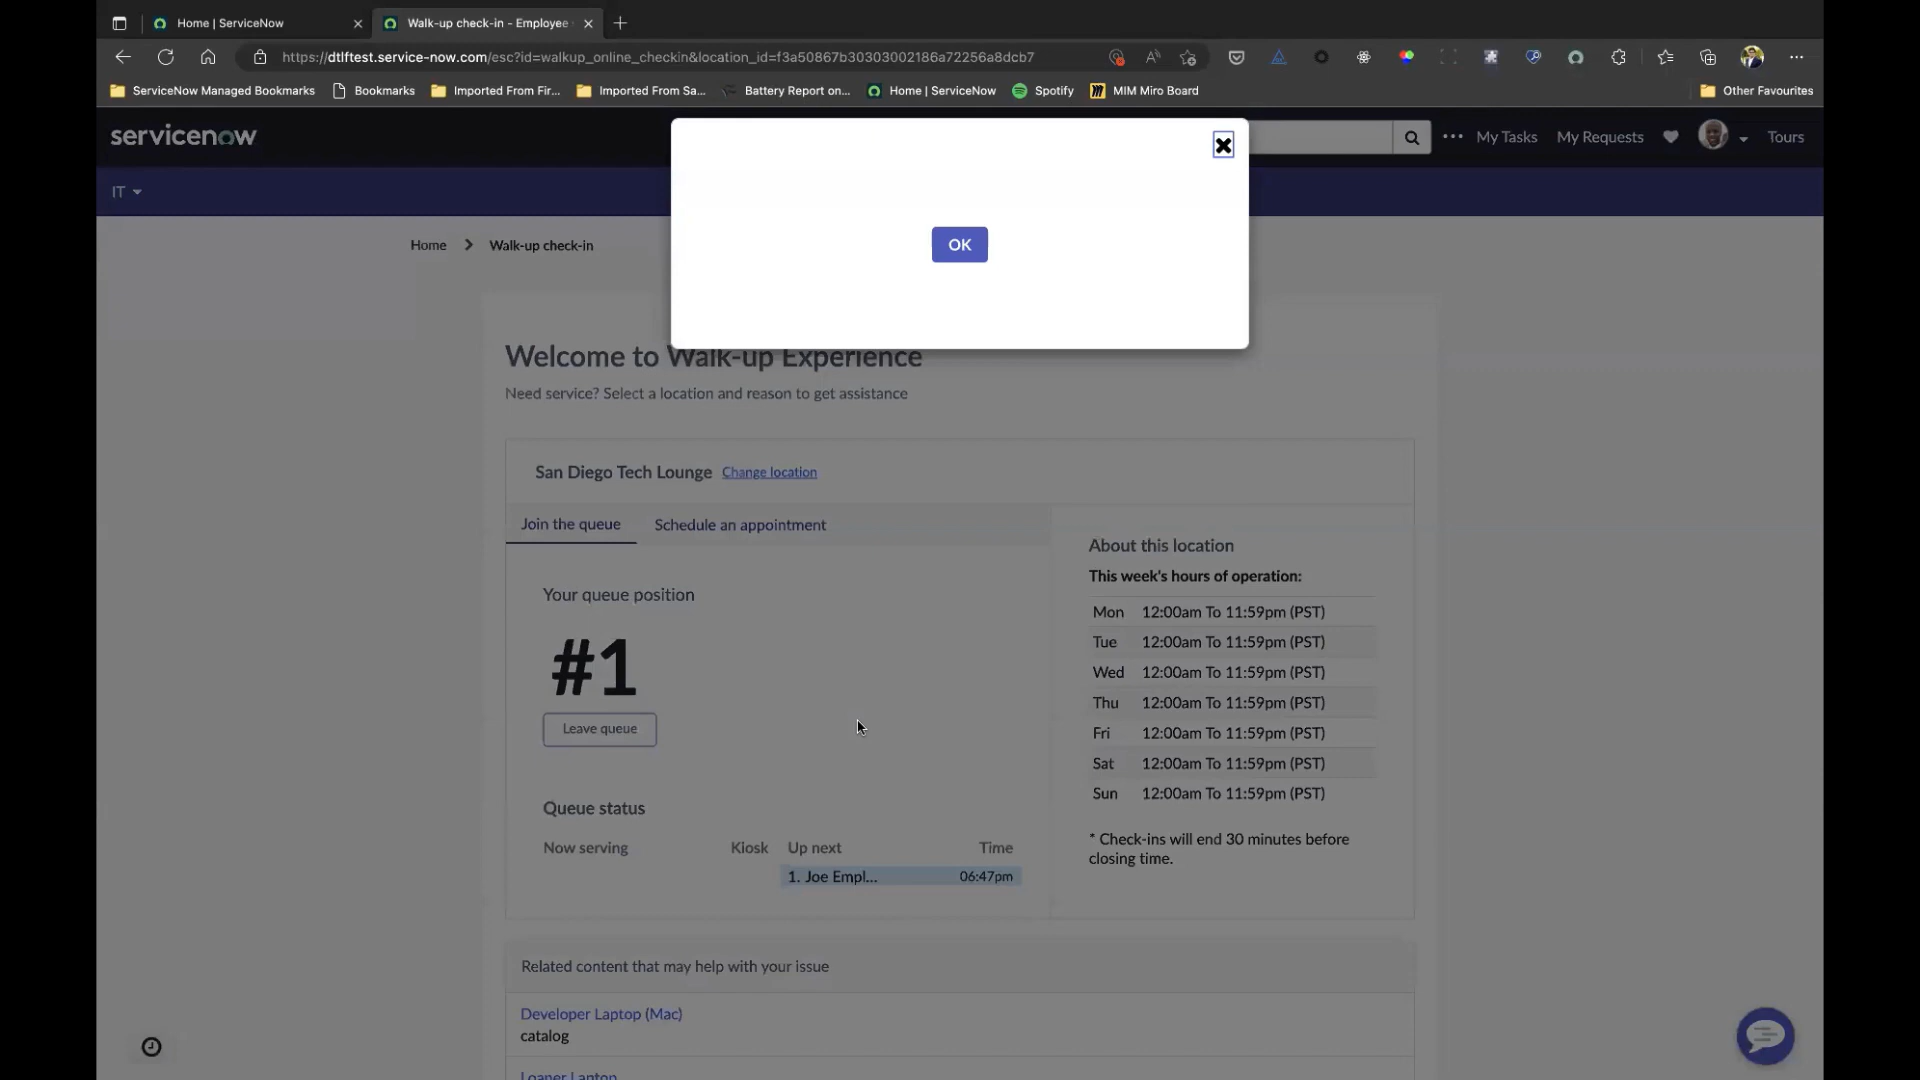 Home | ServiceNow
Walk-up check-in - Employee
https://dtlftest.service-now.com/esc?id=walkup_online_checkin&location_id=f3a50867b30303002186a72256a8dcb7
ServiceNow Managed Bookmarks
Bookmarks
Imported From Fir...
Imported From Sa...
Battery Report on...
Home | ServiceNow
Spotify
MIM Miro Board
Other Favourites
servicenow
My Tasks
My Requests
Tours
IT
OK
Home
Walk-up check-in
Welcome to Walk-up Experience
Need service? Select a location and reason to get assistance
San Diego Tech Lounge Change location
Join the queue
Schedule an appointment
Your queue position
#1
Leave queue
Queue status
Now serving Kiosk Up next Time
1. Joe Empl... 06:47pm
About this location
This week's hours of operation:
Mon 12:00am To 11:59pm (PST)
Tue 12:00am To 11:59pm (PST)
Wed 12:00am To 11:59pm (PST)
Thu 12:00am To 11:59pm (PST)
Fri 12:00am To 11:59pm (PST)
Sat 12:00am To 11:59pm (PST)
Sun 12:00am To 11:59pm (PST)
* Check-ins will end 30 minutes before
closing time.
Related content that may help with your issue
Developer Laptop (Mac)
catalog
Loaner Laptop